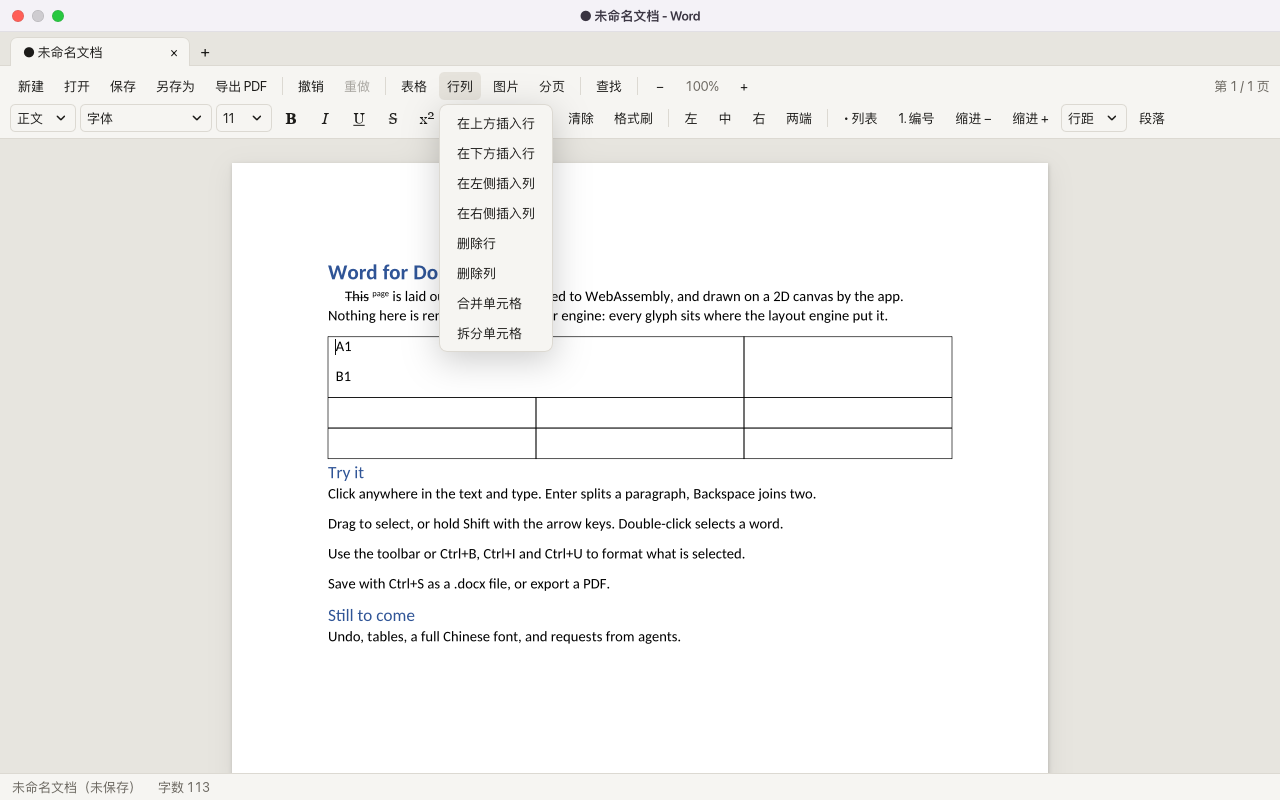 ● 未命名文档 - Word
● 未命名文档 × +
新建 打开 保存 另存为 导出 PDF 撤销 重做 表格 行列 图片 分页 查找 − 100% + 第 1 / 1 页
正文 字体 11 B I U S x² 清除 格式刷 左 中 右 两端 • 列表 1. 编号 缩进 − 缩进 + 行距 段落
在上方插入行
在下方插入行
在左侧插入列
在右侧插入列
删除行
删除列
合并单元格
拆分单元格
Word for Do
This page is laid ed to WebAssembly, and drawn on a 2D canvas by the app.
Nothing here is engine: every glyph sits where the layout engine put it.
A1
B1
Try it
Click anywhere in the text and type. Enter splits a paragraph, Backspace joins two.
Drag to select, or hold Shift with the arrow keys. Double-click selects a word.
Use the toolbar or Ctrl+B, Ctrl+I and Ctrl+U to format what is selected.
Save with Ctrl+S as a .docx file, or export a PDF.
Still to come
Undo, tables, a full Chinese font, and requests from agents.
未命名文档（未保存） 字数 113